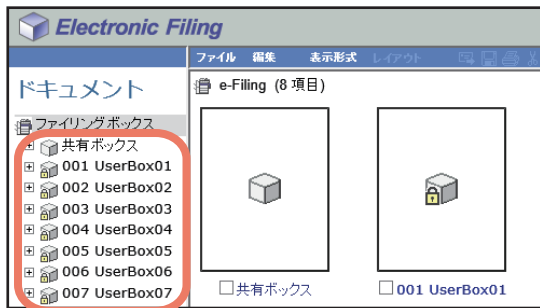 Electronic Filing
ファイル 編集 表示形式 レイアウト
ドキュメント
ファイリングボックス
共有ボックス
001 UserBox01
002 UserBox02
003 UserBox03
004 UserBox04
005 UserBox05
006 UserBox06
007 UserBox07
e-Filing (8 項目)
共有ボックス
001 UserBox01